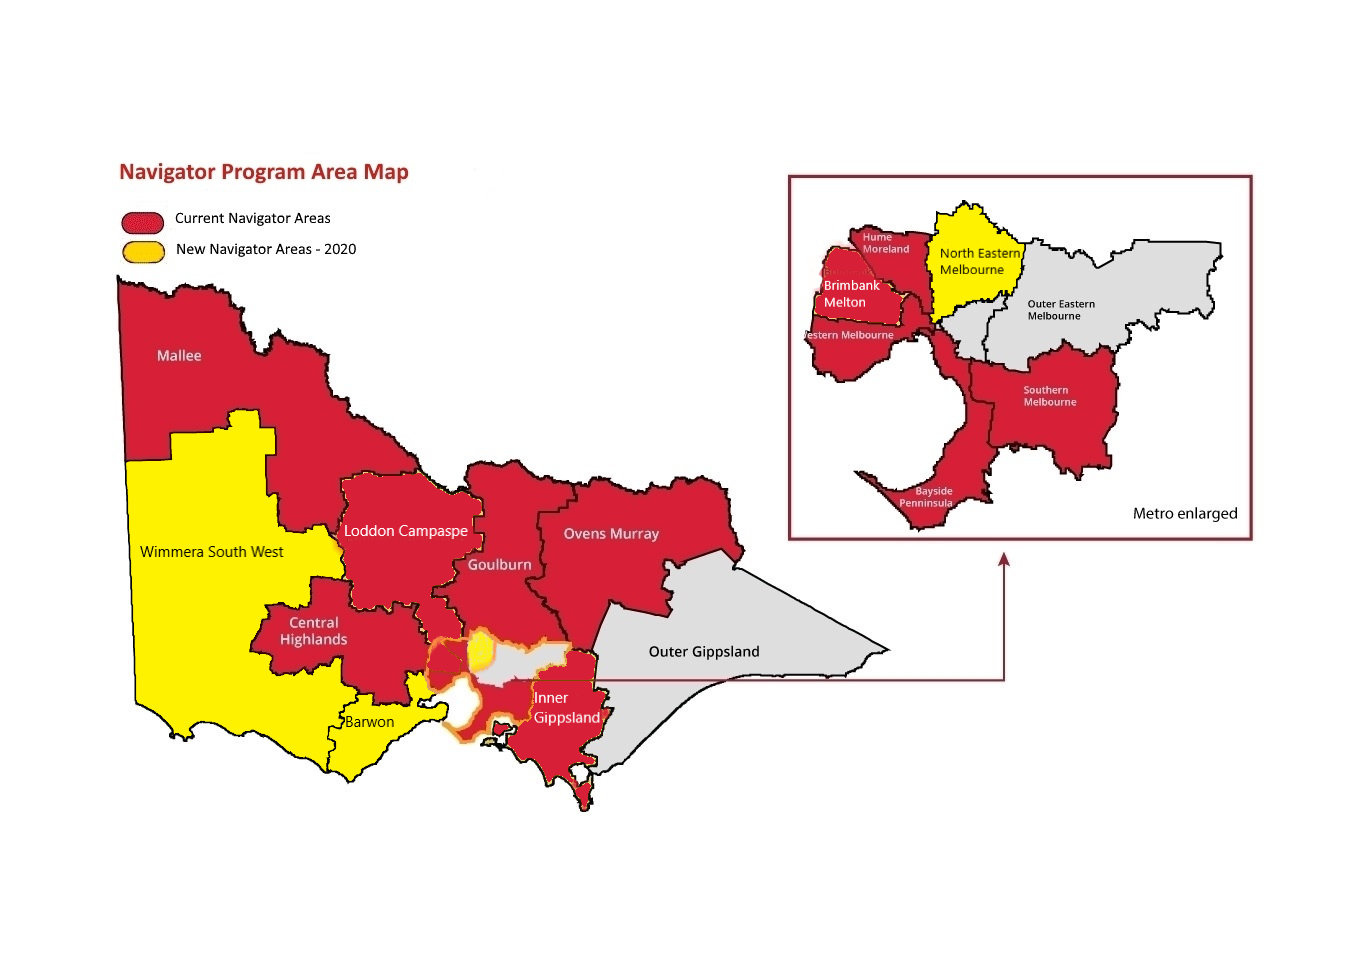 Navigator Program Area Map
Current Navigator Areas
New Navigator Areas - 2020
Mallee
Wimmera South West
Loddon Campaspe
Goulburn
Ovens Murray
Central
Highlands
Barwon
Inner
Gippsland
Outer Gippsland
Hume
Moreland
North Eastern
Melbourne
Brimbank
Melton
estern Melbourne
Outer Eastern
Melbourne
Southern
Melbourne
Bayside
Penninsula
Metro enlarged